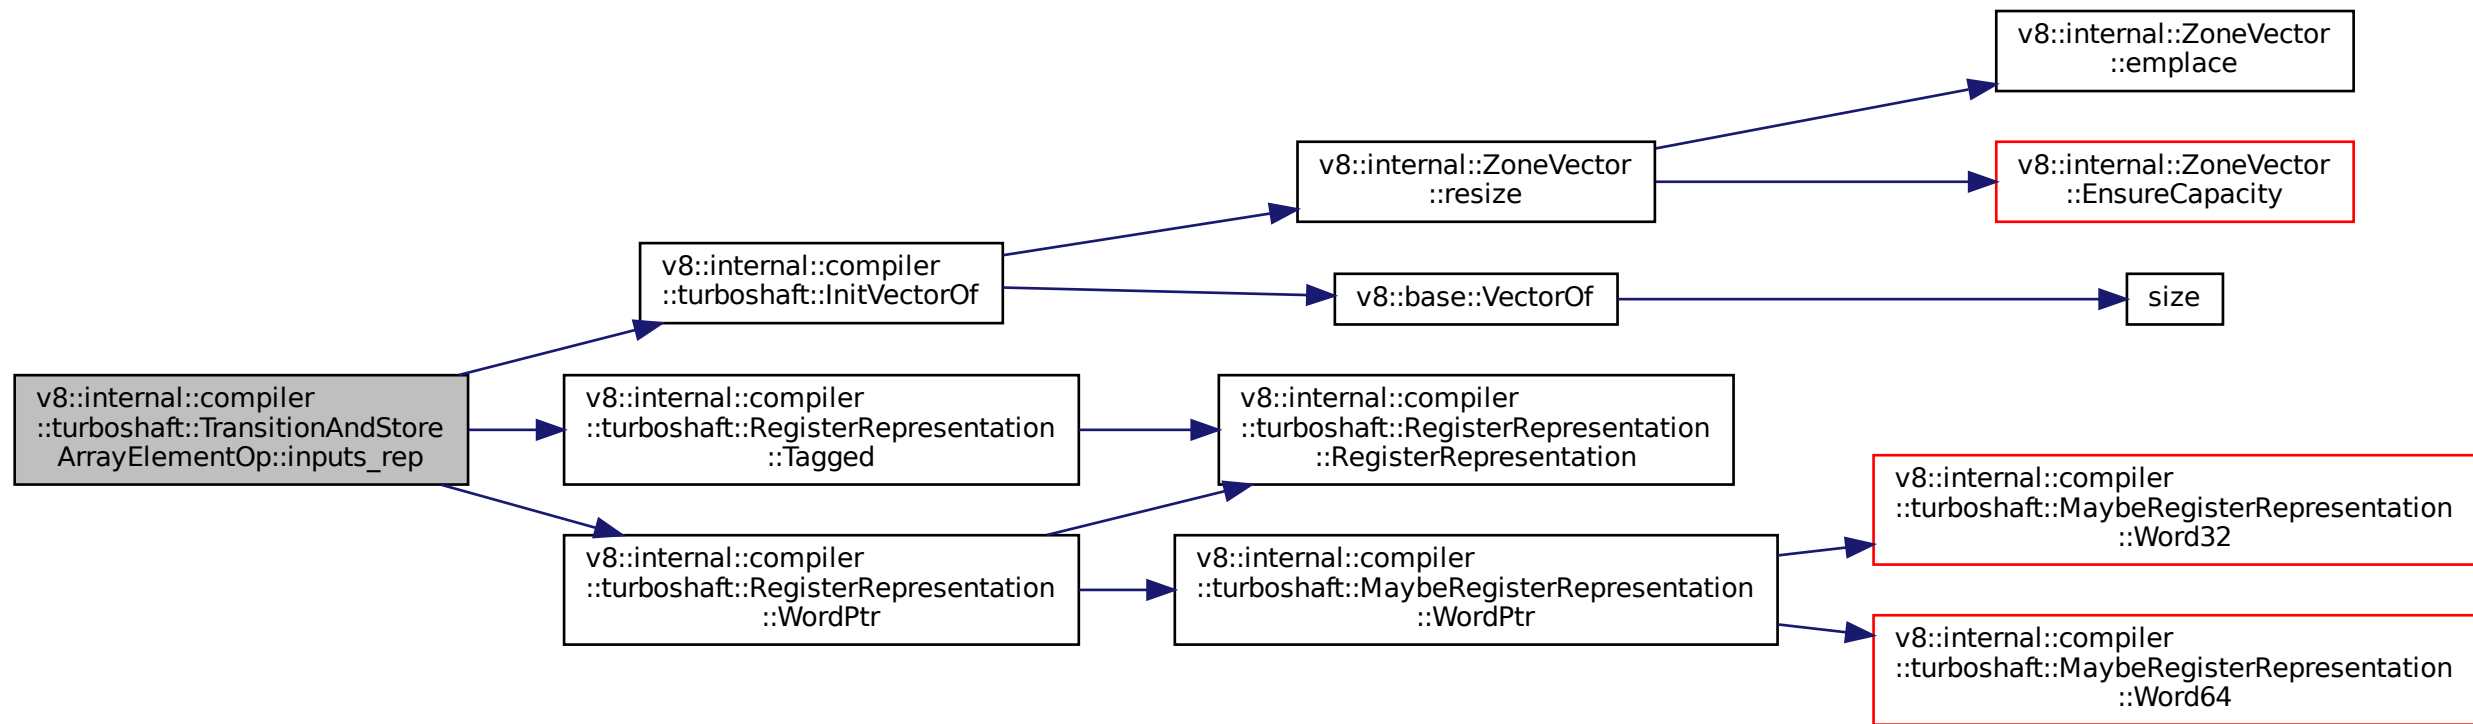 v8::internal::ZoneVector
::emplace
v8::internal::ZoneVector
::resize
v8::internal::ZoneVector
::EnsureCapacity
v8::internal::compiler
::turboshaft::InitVectorOf
v8::base::VectorOf
size
v8::internal::compiler
::turboshaft::TransitionAndStore
ArrayElementOp::inputs_rep
v8::internal::compiler
::turboshaft::RegisterRepresentation
::Tagged
v8::internal::compiler
::turboshaft::RegisterRepresentation
::RegisterRepresentation
v8::internal::compiler
::turboshaft::RegisterRepresentation
::WordPtr
v8::internal::compiler
::turboshaft::MaybeRegisterRepresentation
::WordPtr
v8::internal::compiler
::turboshaft::MaybeRegisterRepresentation
::Word32
v8::internal::compiler
::turboshaft::MaybeRegisterRepresentation
::Word64